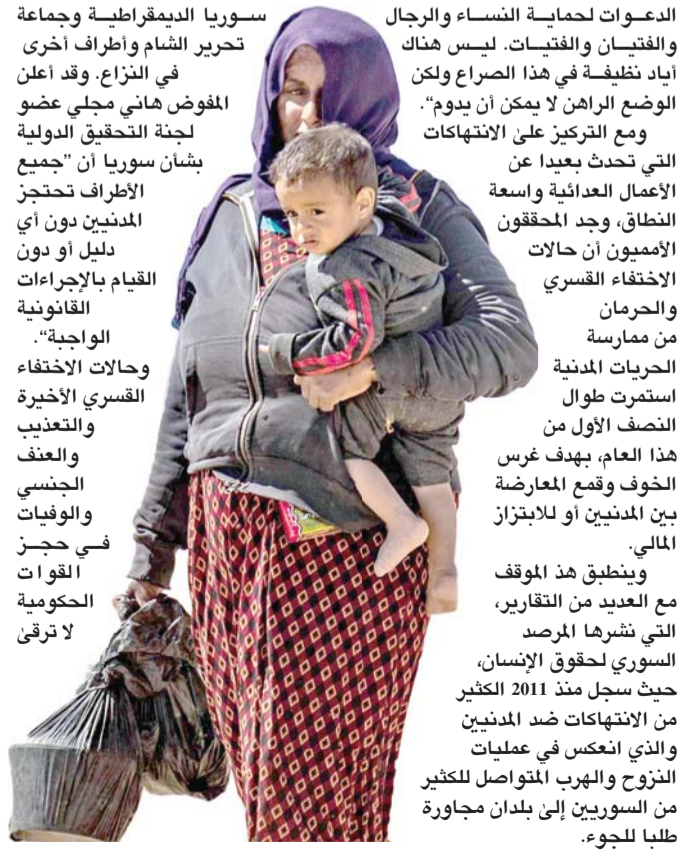 الدعوات لحماية النساء والرجال
والفتيان والفتيات. ليس هناك
أياد نظيفة في هذا الصراع ولكن
الوضع الراهن لا يمكن أن يدوم“.
ومع التركيز علىٰ الانتهاكات
التي تحدث بعيدا عن
الأعمال العدائية واسعة
النطاق، وجد المحققون
الأمميون أن حالات
الاختفاء القسري
والحرمان
من ممارسة
الحريات المدنية
استمرت طوال
النصف الأول من
هذا العام، بهدف غرس
الخوف وقمع المعارضة
بين المدنيين أو للابتزاز
المالي.
وينطبق هذ الموقف
مع العديد من التقارير،
التي نشرها المرصد
السوري لحقوق الإنسان،
حيث سجل منذ 2011 الكثير
من الانتهاكات ضد المدنيين
والذي انعكس في عمليات
النزوح والهرب المتواصل للكثير
من السوريين إلىٰ بلدان مجاورة
طلبا للجوء.
سوريا الديمقراطية وجماعة
تحرير الشام وأطراف أخرى
في النزاع. وقد أعلن
المفوض هاني مجلي عضو
لجنة التحقيق الدولية
بشأن سوريا أن ”جميع
الأطراف تحتجز
المدنيين دون أي
دليل أو دون
القيام بالإجراءات
القانونية
الواجبة“.
وحالات الاختفاء
القسري الأخيرة
والتعذيب
والعنف
الجنسي
والوفيات
في حجز
القوات
الحكومية
لا ترقىٰ